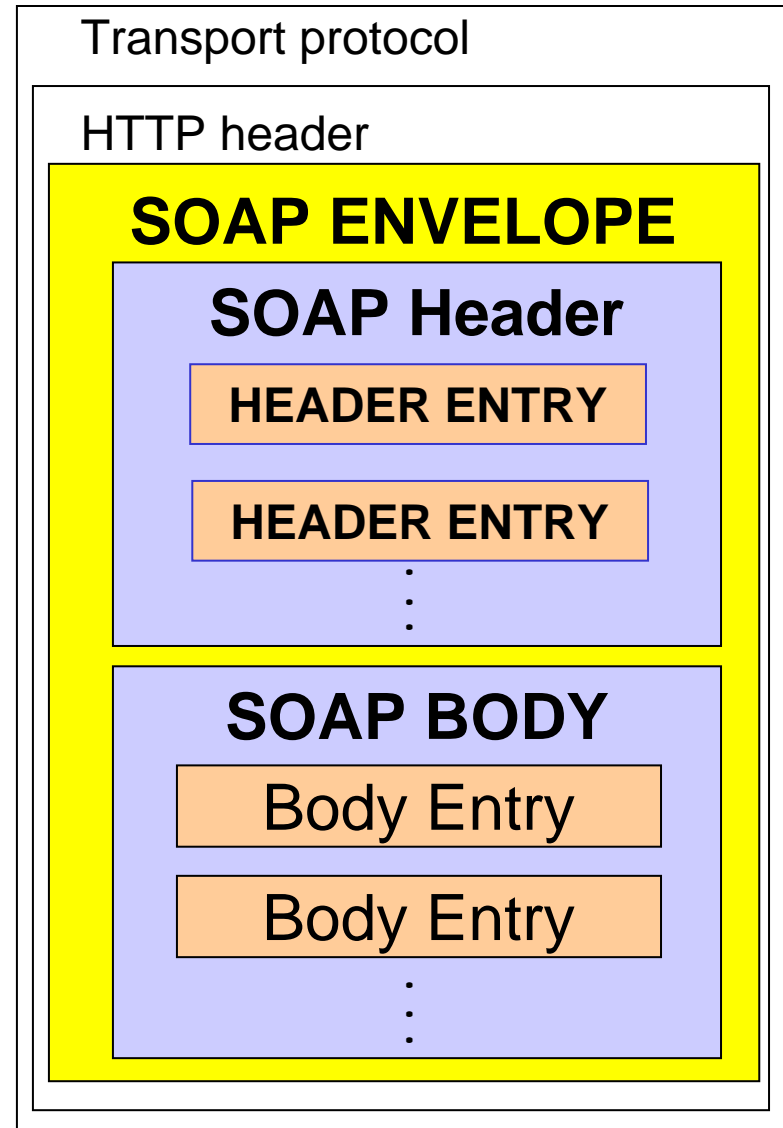 Transport protocol
HTTP header
SOAP ENVELOPE
SOAP Header
HEADER ENTRY
HEADER ENTRY
.
.
.
SOAP BODY
Body Entry
Body Entry
.
.
.